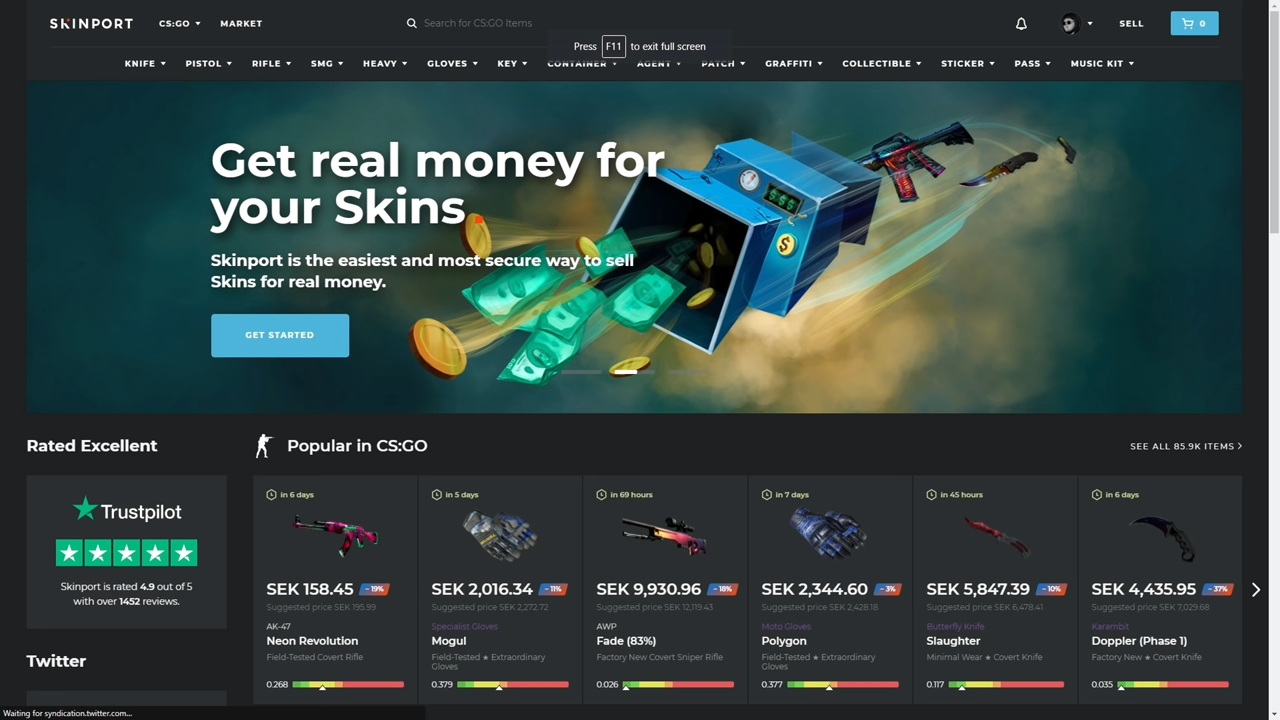 SKINPORT
CS:GO
MARKET
Search for CS:GO Items
SELL
0
Press F11 to exit full screen
KNIFE
PISTOL
RIFLE
SMG
HEAVY
GLOVES
KEY
CONTAINER
AGENT
PATCH
GRAFFITI
COLLECTIBLE
STICKER
PASS
MUSIC KIT
Get real money for
your Skins
Skinport is the easiest and most secure way to sell
Skins for real money.
GET STARTED
$$$
$
Rated Excellent
Trustpilot
Skinport is rated 4.9 out of 5
with over 1452 reviews.
Twitter
Popular in CS:GO
SEE ALL 85.9K ITEMS
in 6 days
SEK 158.45
- 19%
Suggested price SEK 195.99
AK-47
Neon Revolution
Field-Tested Covert Rifle
0.268
in 5 days
SEK 2,016.34
- 11%
Suggested price SEK 2,272.72
Specialist Gloves
Mogul
Field-Tested ★ Extraordinary
Gloves
0.379
in 69 hours
SEK 9,930.96
- 18%
Suggested price SEK 12,119.43
AWP
Fade (83%)
Factory New Covert Sniper Rifle
0.026
in 7 days
SEK 2,344.60
- 3%
Suggested price SEK 2,428.18
Moto Gloves
Polygon
Field-Tested ★ Extraordinary
Gloves
0.377
in 45 hours
SEK 5,847.39
- 10%
Suggested price SEK 6,478.41
Butterfly Knife
Slaughter
Minimal Wear ★ Covert Knife
0.117
in 6 days
SEK 4,435.95
- 37%
Suggested price SEK 7,029.68
Karambit
Doppler (Phase 1)
Factory New ★ Covert Knife
0.035
Waiting for syndication.twitter.com...